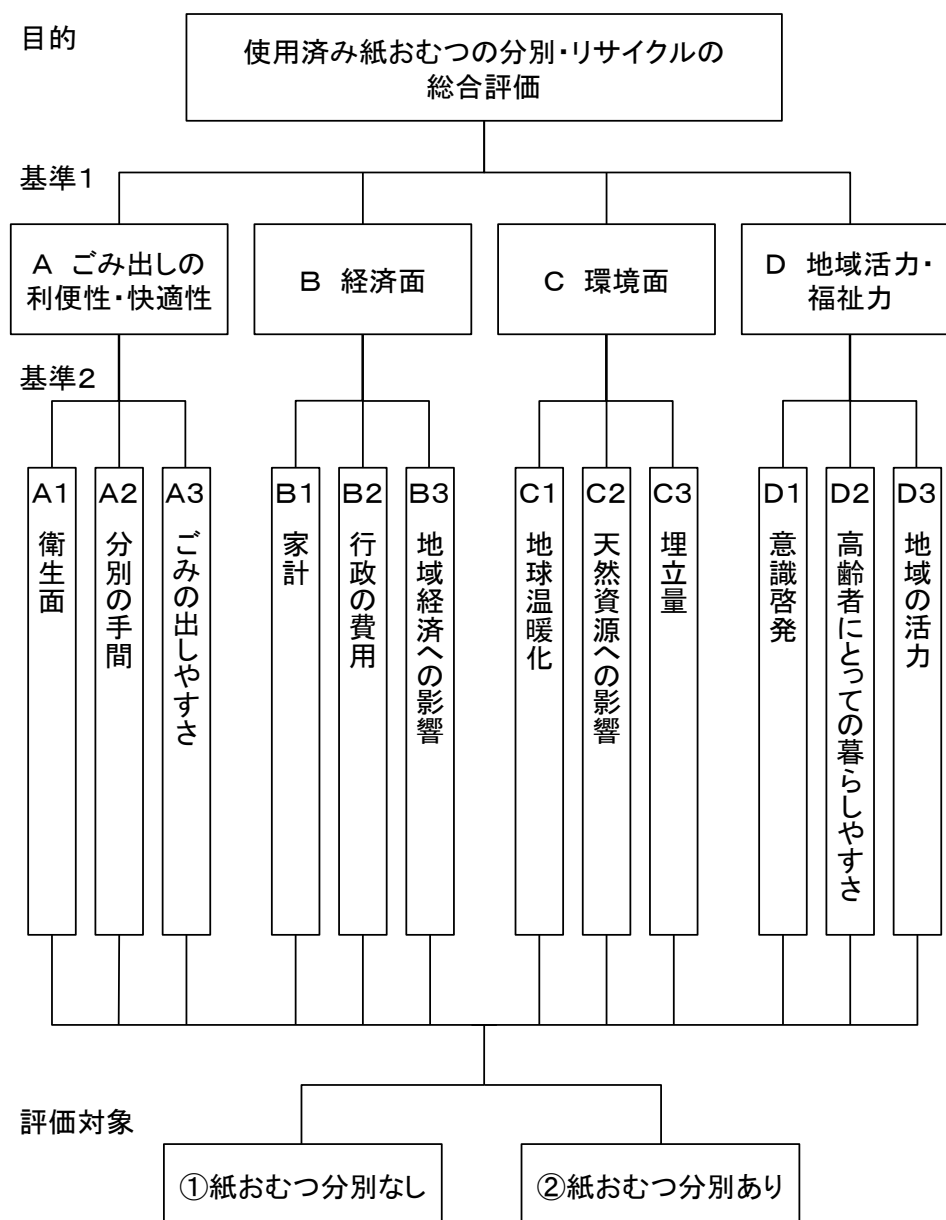 目的
使用済み紙おむつの分別・リサイクルの
総合評価
基準1
A ごみ出しの
利便性・快適性
B 経済面
C 環境面
D 地域活力・
福祉力
基準2
A1
衛生面
A2
分別の手間
A3
ごみの出しやすさ
B1
家計
B2
行政の費用
B3
地域経済への影響
C1
地球温暖化
C2
天然資源への影響
C3
埋立量
D1
意識啓発
D2
高齢者にとっての暮らしやすさ
D3
地域の活力
評価対象
①紙おむつ分別なし
②紙おむつ分別あり